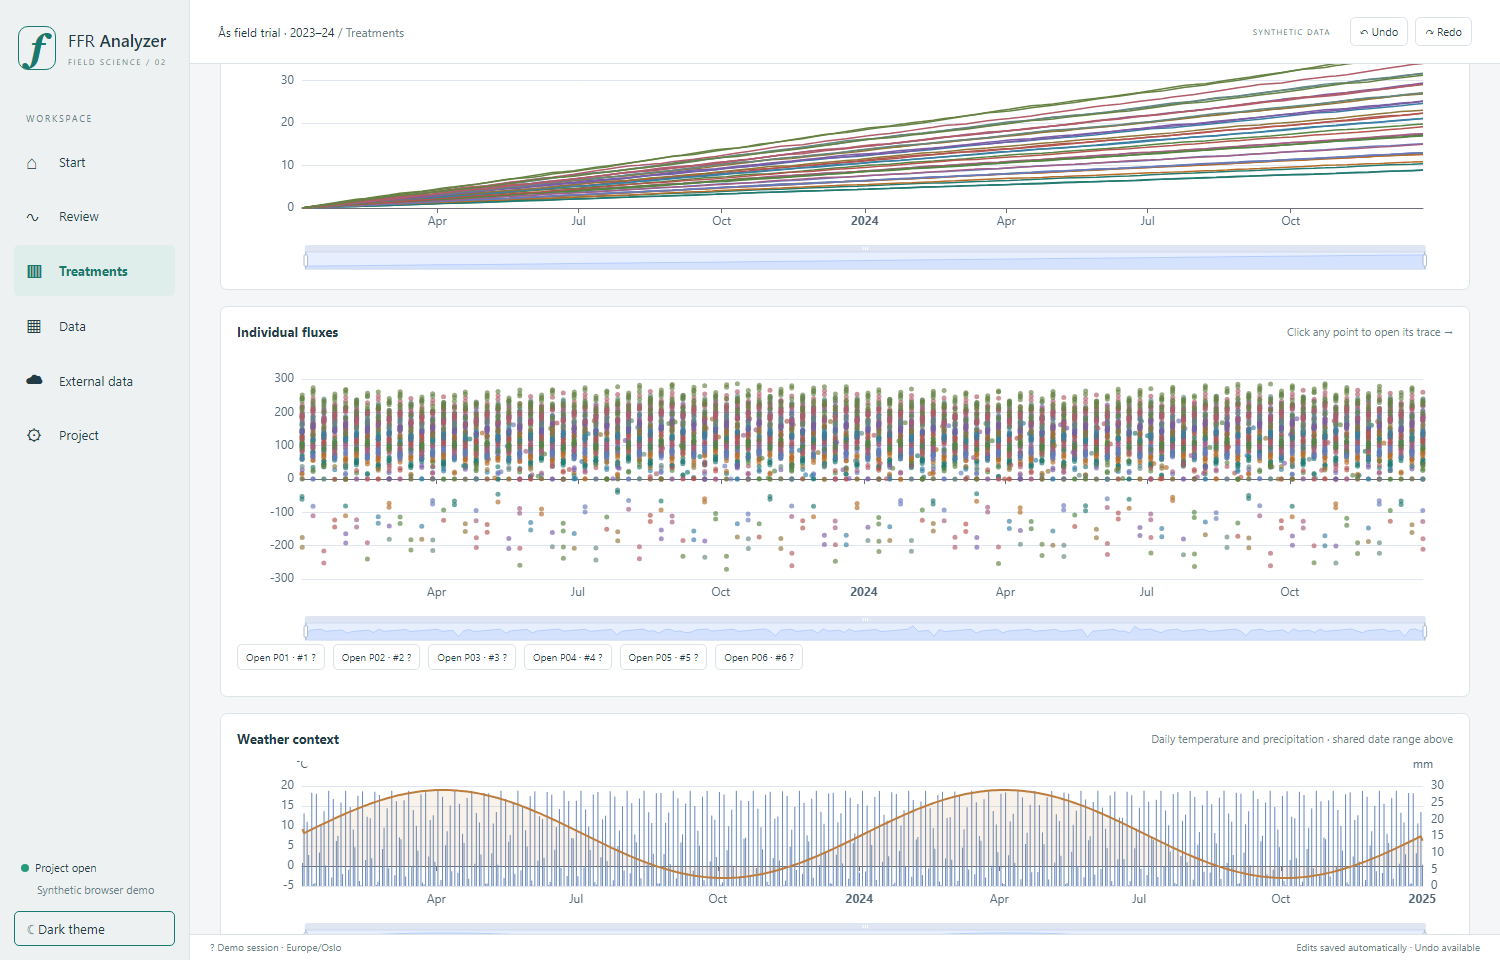 FFR Analyzer
FIELD SCIENCE / 02
WORKSPACE
Start
Review
Treatments
Data
External data
Project
Project open
Synthetic browser demo
☾ Dark theme
Ås field trial · 2023–24 / Treatments
SYNTHETIC DATA
↶ Undo
↷ Redo
30
20
10
0
Apr Jul Oct 2024 Apr Jul Oct
Individual fluxes
Click any point to open its trace →
300
200
100
0
-100
-200
-300
Apr Jul Oct 2024 Apr Jul Oct
Open P01 · #1 ?
Open P02 · #2 ?
Open P03 · #3 ?
Open P04 · #4 ?
Open P05 · #5 ?
Open P06 · #6 ?
Weather context
Daily temperature and precipitation · shared date range above
°C
mm
20
15
10
5
0
-5
30
25
20
15
10
5
0
Apr Jul Oct 2024 Apr Jul Oct 2025
? Demo session · Europe/Oslo
Edits saved automatically · Undo available